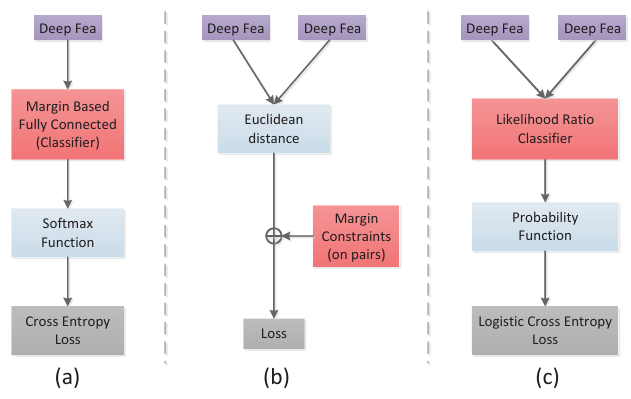 Deep Fea
Margin Based
Fully Connected
(Classifier)
Softmax
Function
Cross Entropy
Loss
(a)
Deep Fea
Deep Fea
Euclidean
distance
Margin
Constraints
(on pairs)
Loss
(b)
Deep Fea
Deep Fea
Likelihood Ratio
Classifier
Probability
Function
Logistic Cross Entropy
Loss
(c)